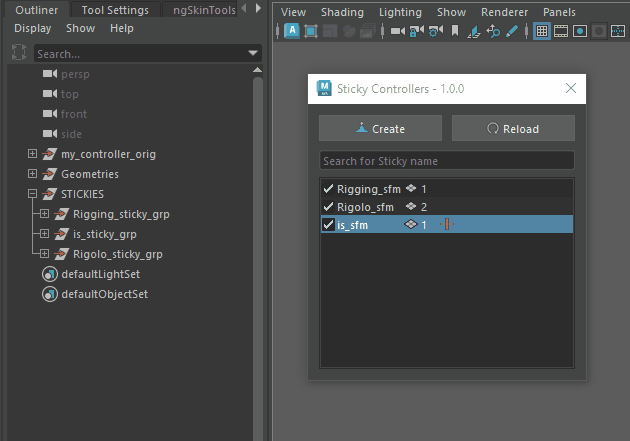 Outliner
Tool Settings
ngSkinTools
Display Show Help
Search...
persp
top
front
side
my_controller_orig
Geometries
STICKIES
Rigging_sticky_grp
is_sticky_grp
Rigolo_sticky_grp
defaultLightSet
defaultObjectSet
View Shading Lighting Show Renderer Panels
A
M
Sticky Controllers - 1.0.0
Create
Reload
Search for Sticky name
Rigging_sfm 1
Rigolo_sfm 2
is_sfm 1